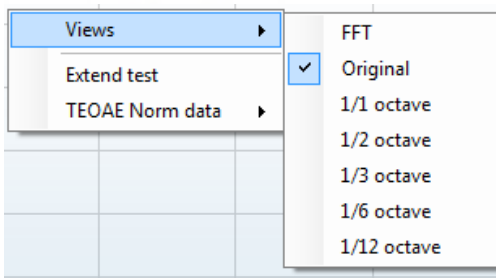 Views
Extend test
TEOAE Norm data
FFT
Original
1/1 octave
1/2 octave
1/3 octave
1/6 octave
1/12 octave